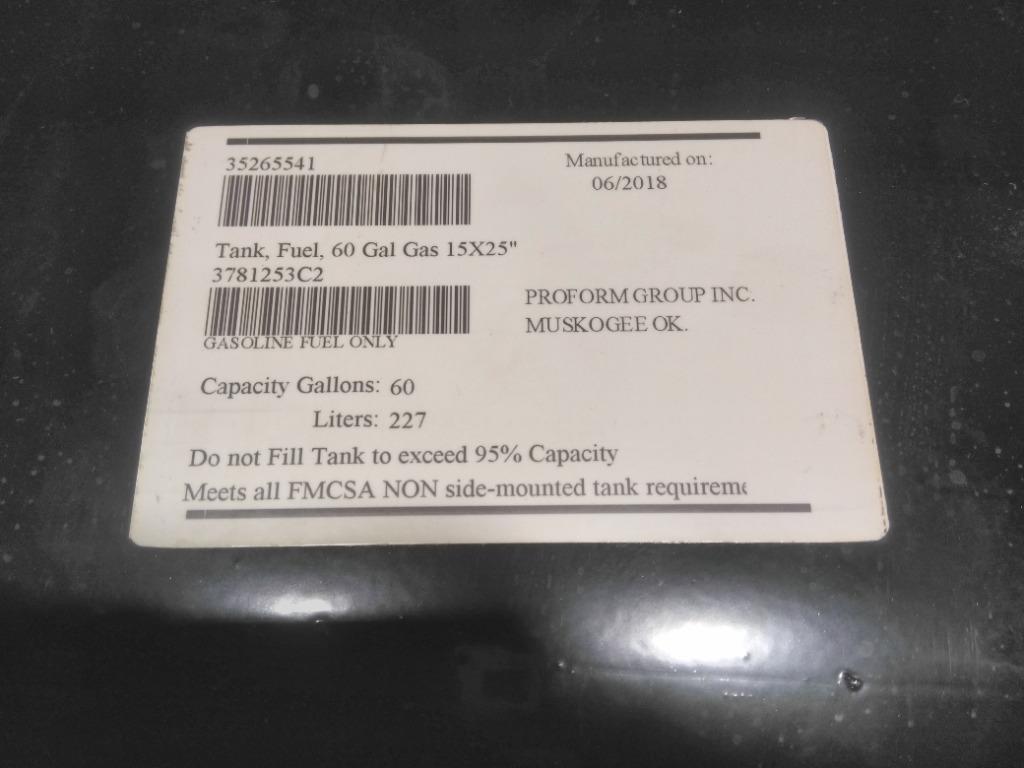 35265541
Manufactured on:
06/2018
Tank, Fuel, 60 Gal Gas 15X25"
3781253C2
GASOLINE FUEL ONLY
PROFORM GROUP INC.
MUSKOGEE OK.
Capacity Gallons: 60
Liters: 227
Do not Fill Tank to exceed 95% Capacity
Meets all FMCSA NON side-mounted tank requireme